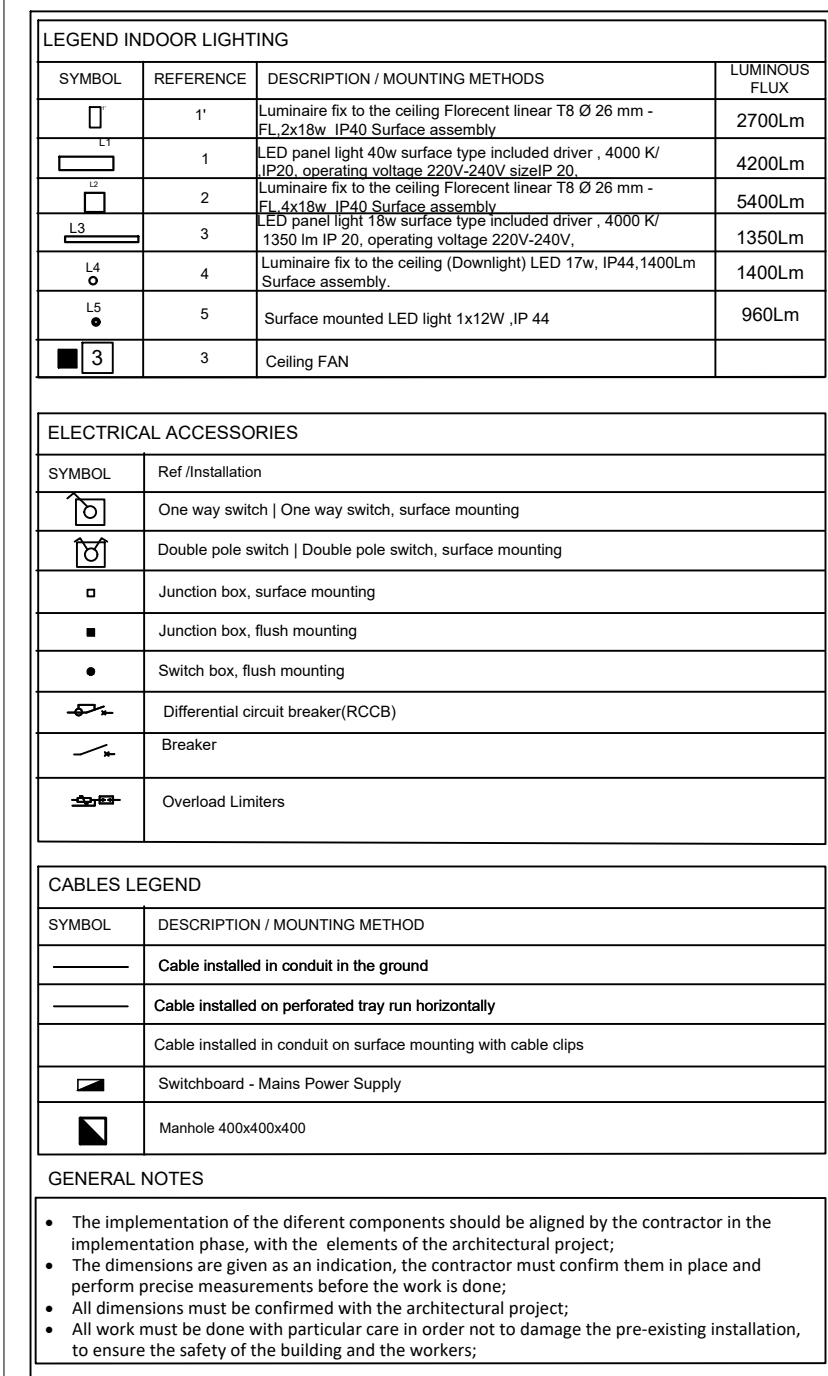 LEGEND INDOOR LIGHTING
SYMBOL REFERENCE DESCRIPTION / MOUNTING METHODS LUMINOUS FLUX
1' Luminaire fix to the ceiling Florecent linear T8 Ø 26 mm -
FL,2x18w IP40 Surface assembly 2700Lm
L1 1 LED panel light 40w surface type included driver , 4000 K/
,IP20, operating voltage 220V-240V sizeIP 20, 4200Lm
L2 2 Luminaire fix to the ceiling Florecent linear T8 Ø 26 mm -
FL,4x18w IP40 Surface assembly 5400Lm
L3 3 LED panel light 18w surface type included driver , 4000 K/
1350 lm IP 20, operating voltage 220V-240V, 1350Lm
L4 4 Luminaire fix to the ceiling (Downlight) LED 17w, IP44,1400Lm
Surface assembly. 1400Lm
L5 5 Surface mounted LED light 1x12W ,IP 44 960Lm
3 3 Ceiling FAN
ELECTRICAL ACCESSORIES
SYMBOL Ref /Installation
One way switch | One way switch, surface mounting
Double pole switch | Double pole switch, surface mounting
Junction box, surface mounting
Junction box, flush mounting
Switch box, flush mounting
Differential circuit breaker(RCCB)
Breaker
Overload Limiters
CABLES LEGEND
SYMBOL DESCRIPTION / MOUNTING METHOD
Cable installed in conduit in the ground
Cable installed on perforated tray run horizontally
Cable installed in conduit on surface mounting with cable clips
Switchboard - Mains Power Supply
Manhole 400x400x400
GENERAL NOTES
• The implementation of the diferent components should be aligned by the contractor in the
implementation phase, with the elements of the architectural project;
• The dimensions are given as an indication, the contractor must confirm them in place and
perform precise measurements before the work is done;
• All dimensions must be confirmed with the architectural project;
• All work must be done with particular care in order not to damage the pre-existing installation,
to ensure the safety of the building and the workers;